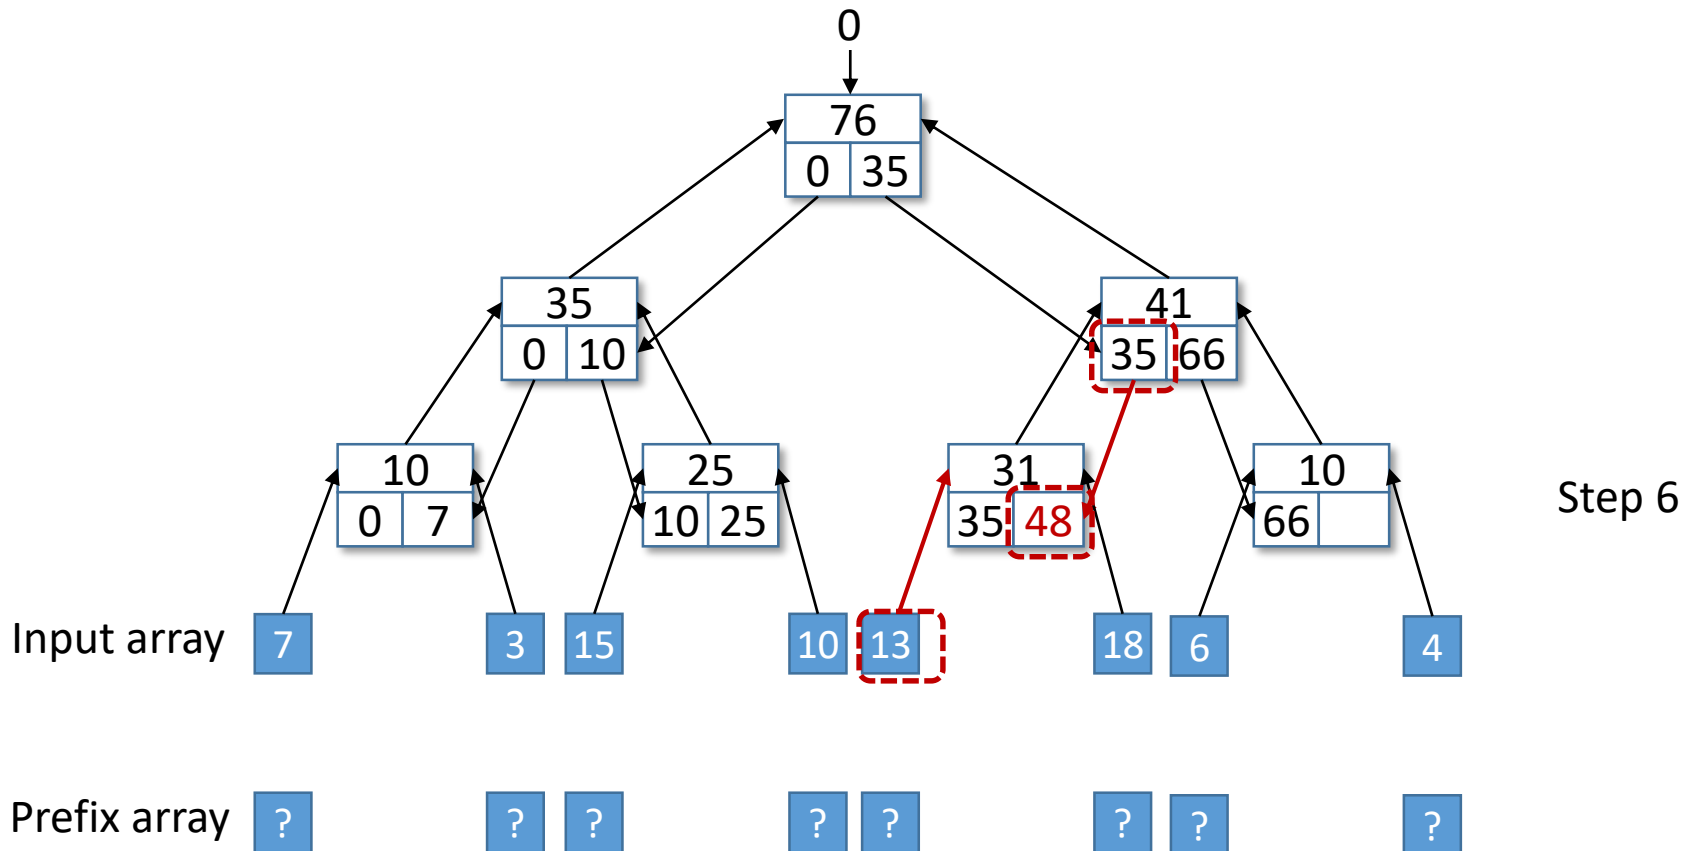 0
76
0 35
35 41
0 10 35 66
10 25 31 10
0 7 10 25 35 48 66
Step 6
Input array 7 3 15 10 13 18 6 4
Prefix array ? ? ? ? ? ? ? ?